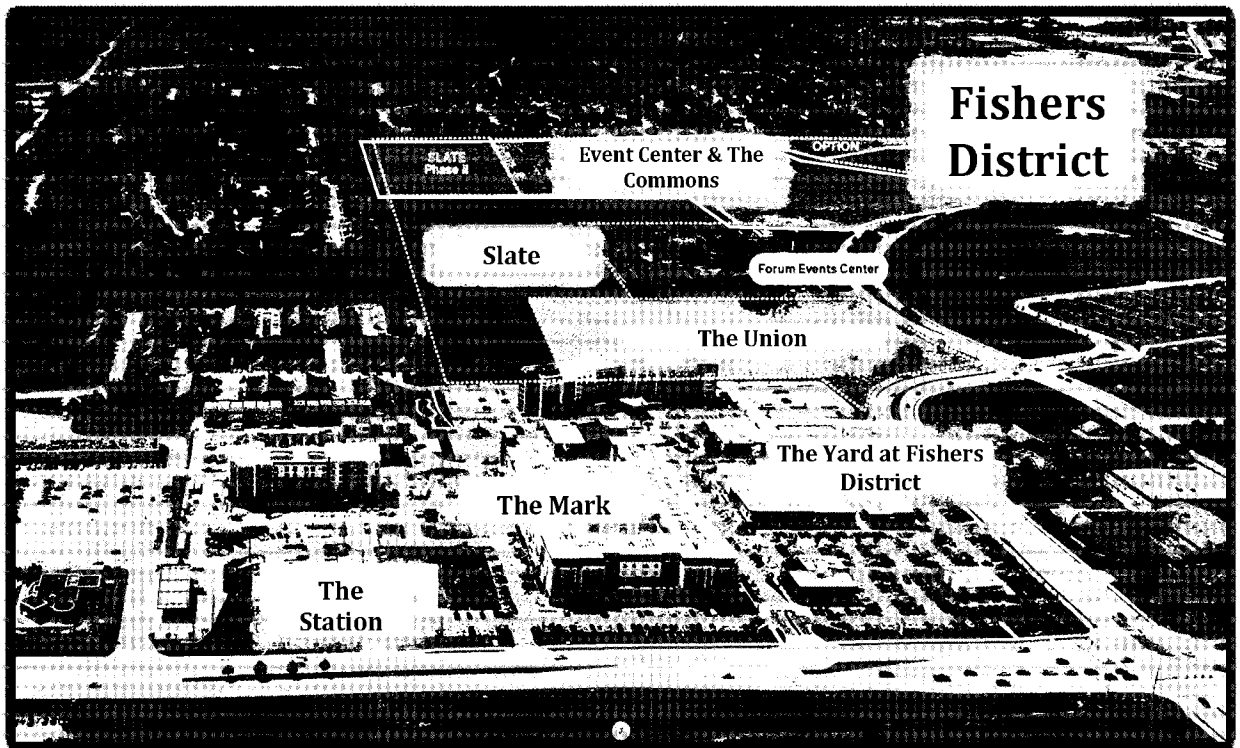 Fishers
District
OPTION
SLATE
Phase II
Event Center & The
Commons
Slate
Forum Events Center
The Union
The Yard at Fishers
District
The Mark
The
Station